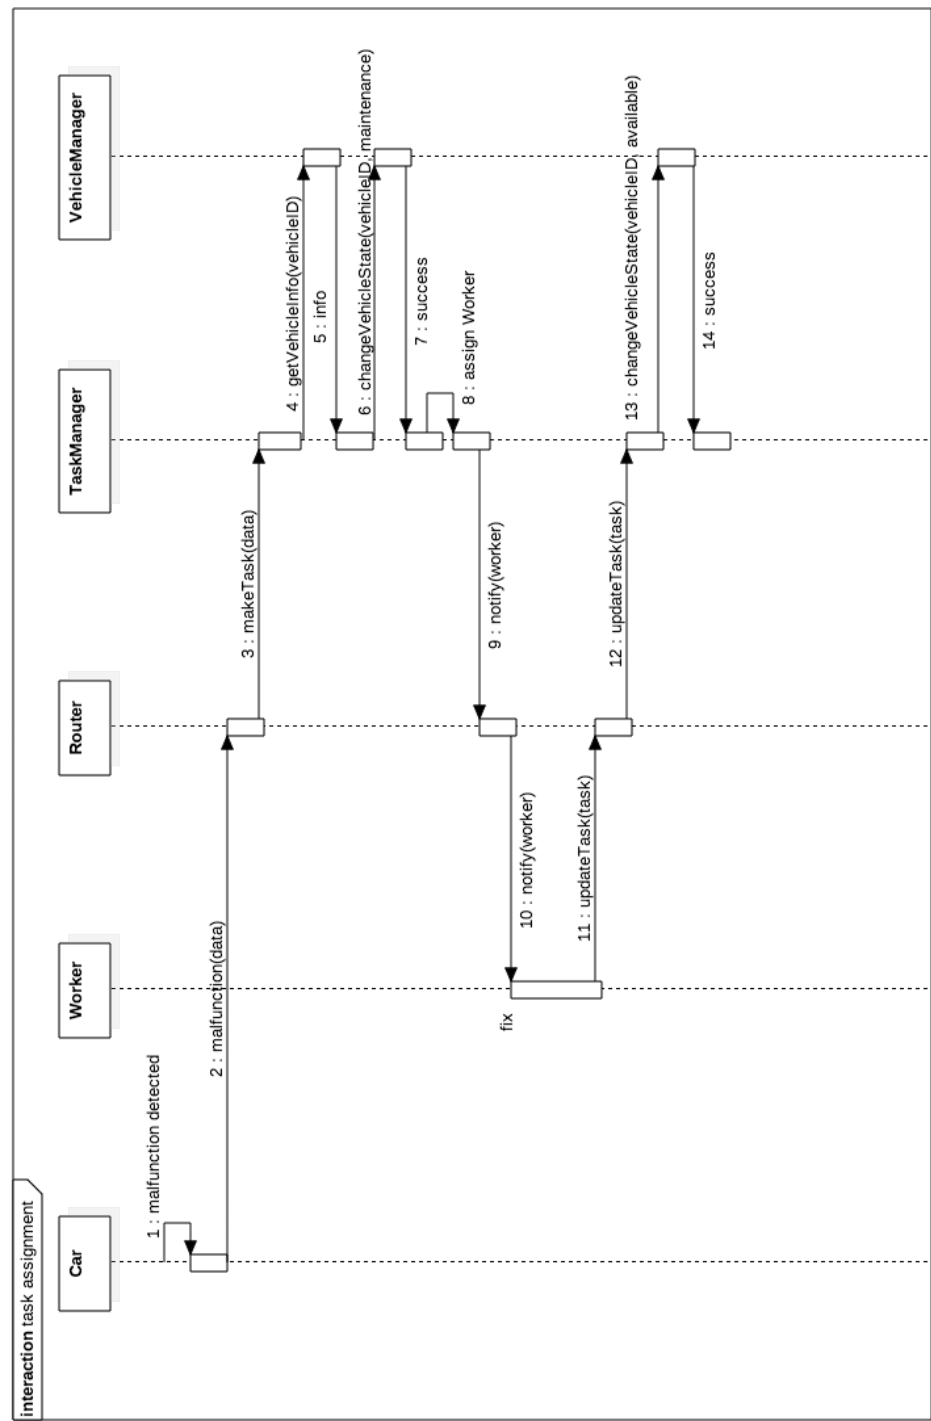 interaction task assignment
Car
Worker
Router
TaskManager
VehicleManager
1 : malfunction detected
2 : malfunction(data)
3 : makeTask(data)
4 : getVehicleInfo(vehicleID)
5 : info
6 : changeVehicleState(vehicleID, maintenance)
7 : success
8 : assign Worker
9 : notify(worker)
10 : notify(worker)
fix
11 : updateTask(task)
12 : updateTask(task)
13 : changeVehicleState(vehicleID, available)
14 : success